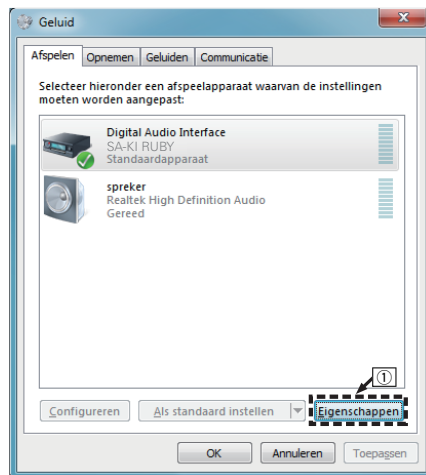 Geluid
Afspelen Opnemen Geluiden Communicatie
Selecteer hieronder een afspeelapparaat waarvan de instellingen
moeten worden aangepast:
Digital Audio Interface
SA-KI RUBY
Standaardapparaat
spreker
Realtek High Definition Audio
Gereed
①
Configureren Als standaard instellen Eigenschappen
OK Annuleren Toepassen